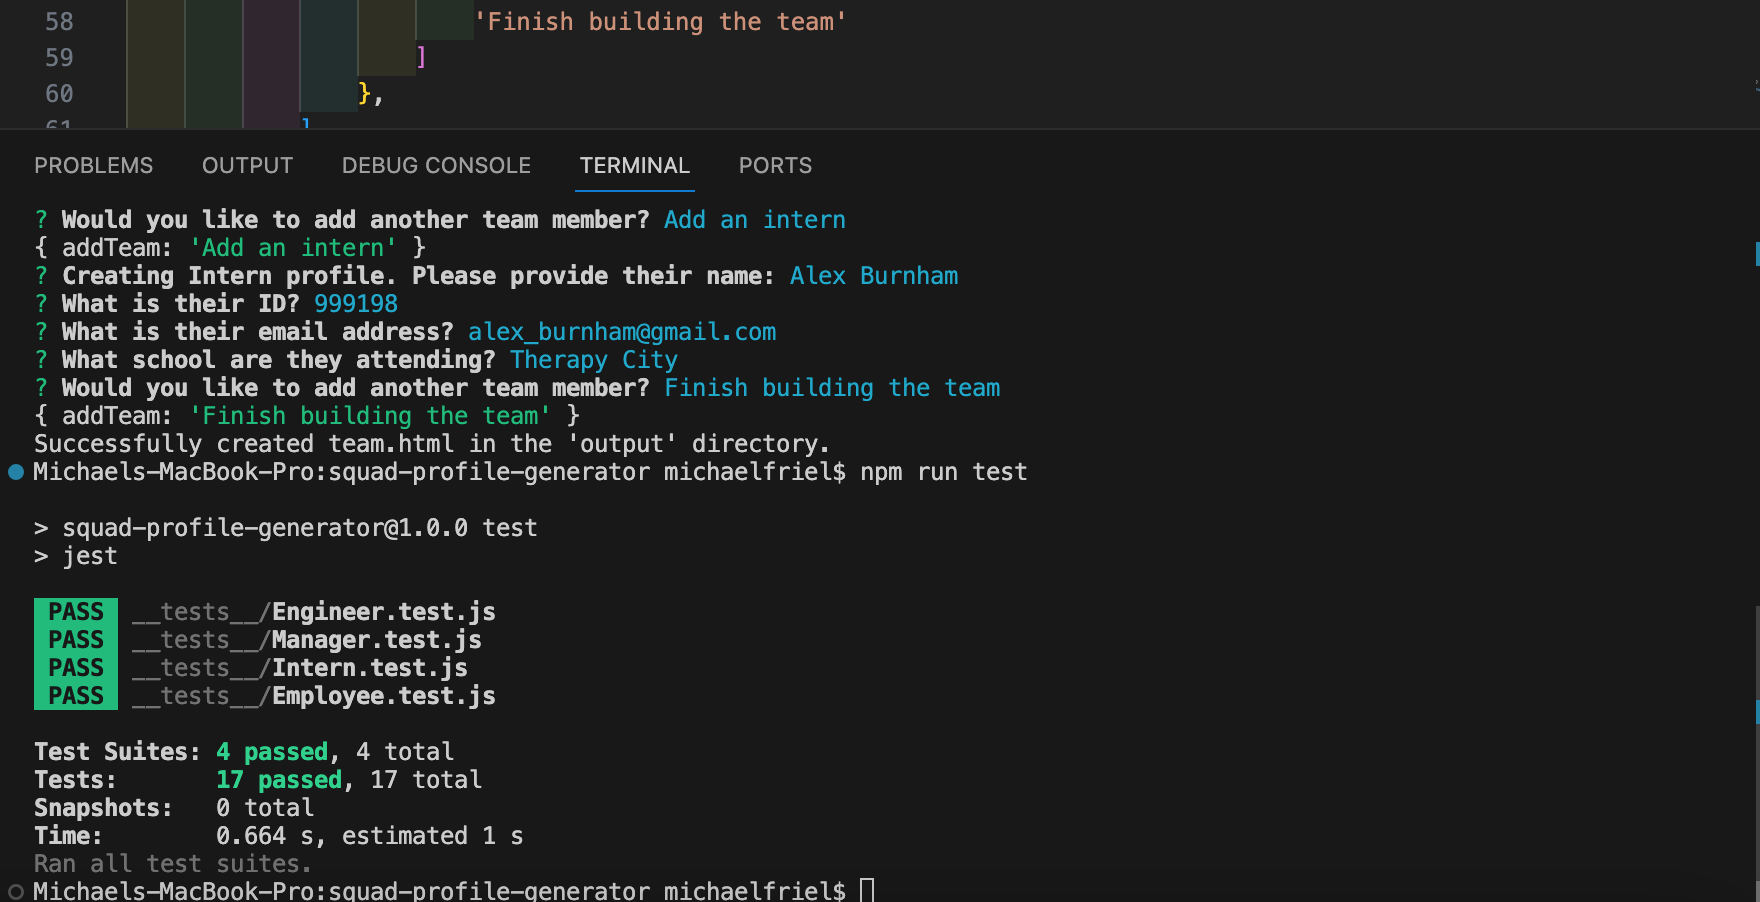 58 'Finish building the team'
59 ]
60 },
61 ]
PROBLEMS OUTPUT DEBUG CONSOLE TERMINAL PORTS
? Would you like to add another team member? Add an intern
{ addTeam: 'Add an intern' }
? Creating Intern profile. Please provide their name: Alex Burnham
? What is their ID? 999198
? What is their email address? alex_burnham@gmail.com
? What school are they attending? Therapy City
? Would you like to add another team member? Finish building the team
{ addTeam: 'Finish building the team' }
Successfully created team.html in the 'output' directory.
Michaels-MacBook-Pro:squad-profile-generator michaelfriel$ npm run test
> squad-profile-generator@1.0.0 test
> jest
PASS __tests__/Engineer.test.js
PASS __tests__/Manager.test.js
PASS __tests__/Intern.test.js
PASS __tests__/Employee.test.js
Test Suites: 4 passed, 4 total
Tests: 17 passed, 17 total
Snapshots: 0 total
Time: 0.664 s, estimated 1 s
Ran all test suites.
Michaels-MacBook-Pro:squad-profile-generator michaelfriel$